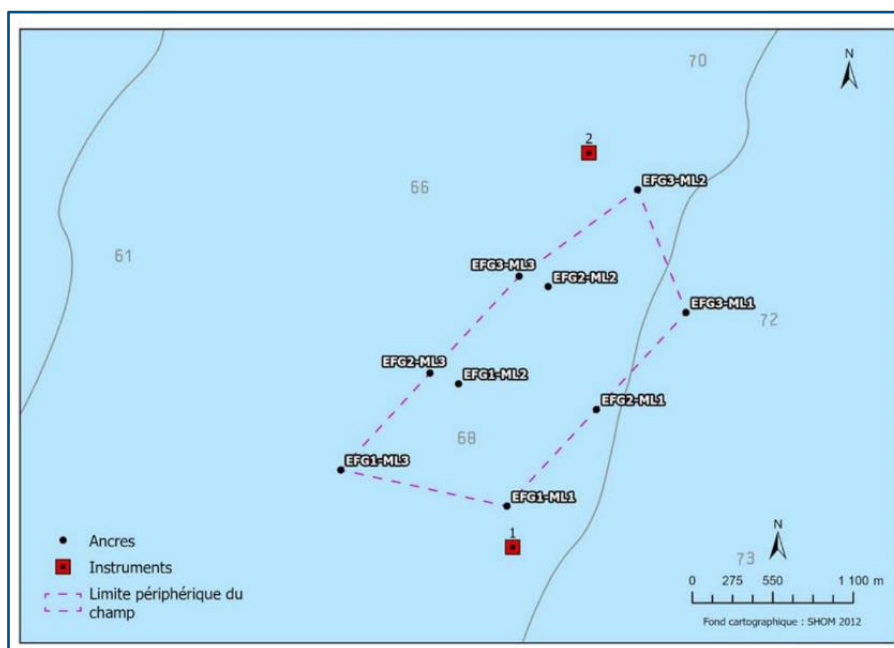 70
N
2
EFG3-ML2
66
61
EFG3-ML3
EFG2-ML2
EFG3-ML1
72
EFG2-ML3
EFG1-ML2
EFG2-ML1
68
EFG1-ML3
EFG1-ML1
1
N
73
Ancres
Instruments
Limite périphérique du
champ
0 275 550 1 100 m
Fond cartographique : SHOM 2012